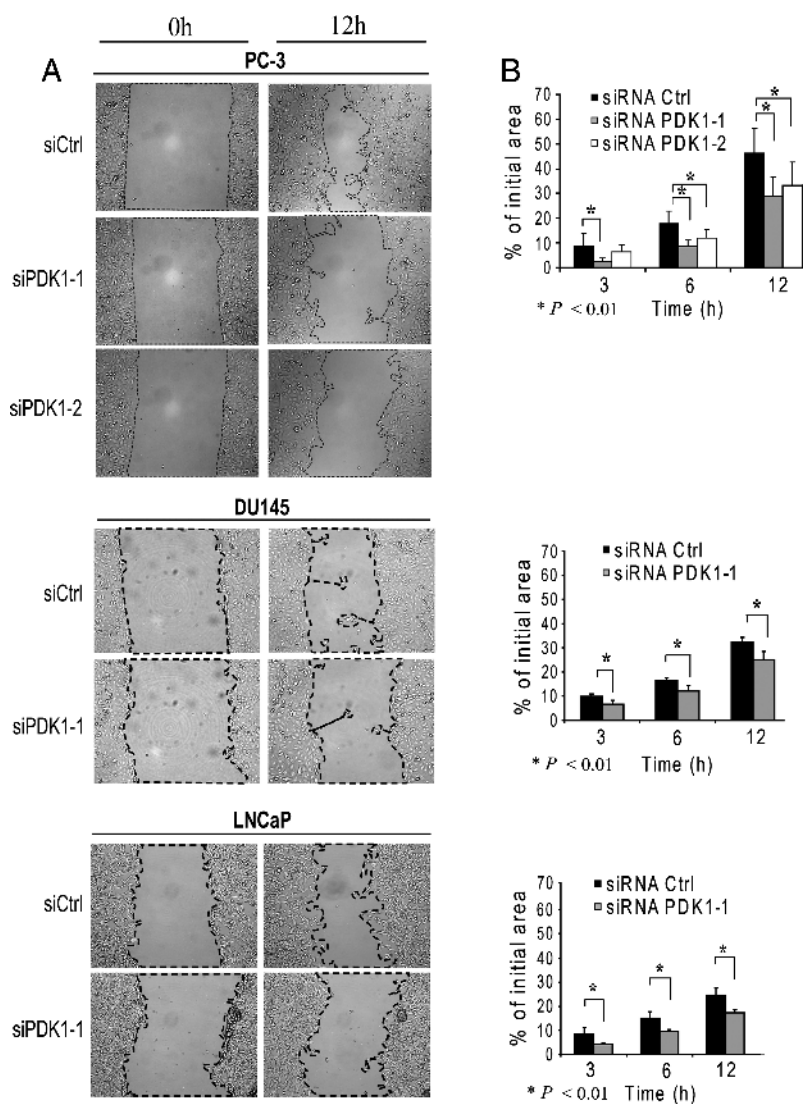 0h 12h
A
PC-3
siCtrl
siPDK1-1
siPDK1-2
DU145
siCtrl
siPDK1-1
LNCaP
siCtrl
siPDK1-1
B
siRNA Ctrl
siRNA PDK1-1
siRNA PDK1-2
% of initial area
70
60
50
40
30
20
10
0
* * * * *
3 6 12
* P < 0.01 Time (h)
siRNA Ctrl
siRNA PDK1-1
% of initial area
70
60
50
40
30
20
10
0
* * *
3 6 12
* P < 0.01 Time (h)
siRNA Ctrl
siRNA PDK1-1
% of initial area
70
60
50
40
30
20
10
0
* * *
3 6 12
* P < 0.01 Time (h)